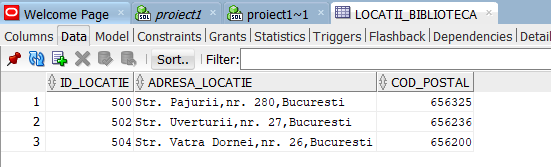 Welcome Page proiect1 proiect1~1 LOCATII_BIBLIOTECA
Columns Data Model Constraints Grants Statistics Triggers Flashback Dependencies Detail
Sort.. Filter:
ID_LOCATIE ADRESA_LOCATIE COD_POSTAL
1 500 Str. Pajurii,nr. 280,Bucuresti 656325
2 502 Str. Uverturii,nr. 27,Bucuresti 656236
3 504 Str. Vatra Dornei,nr. 26,Bucuresti 656200